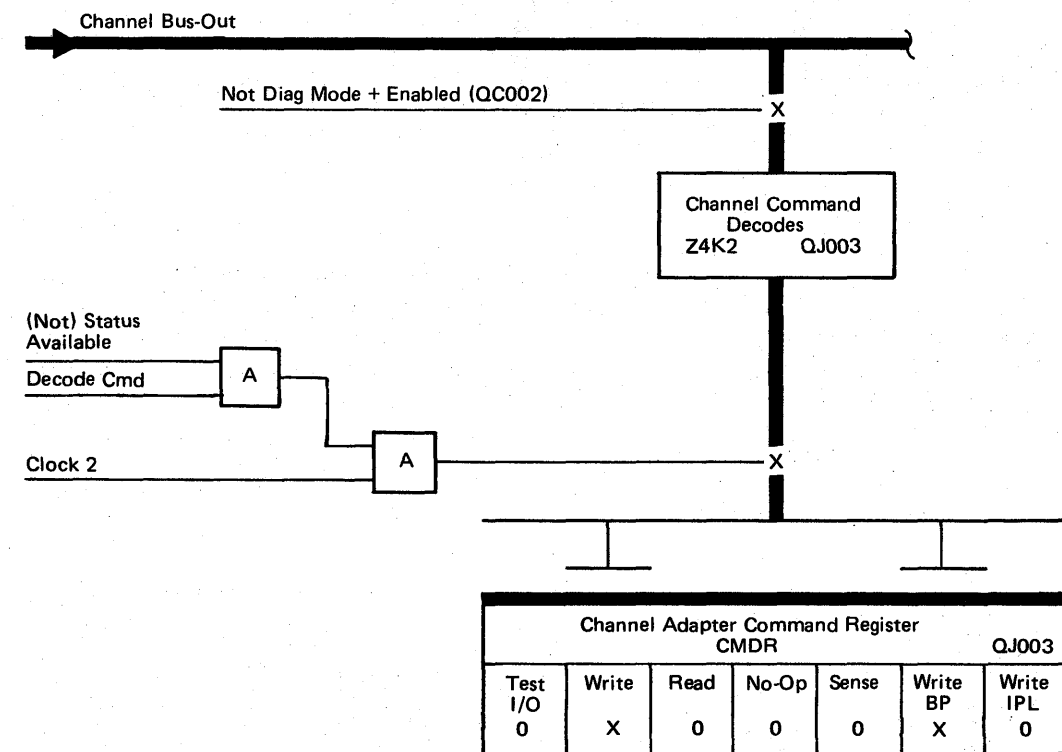 Channel Bus-Out
Not Diag Mode + Enabled (QC002)
X
Channel Command
Decodes
Z4K2 QJ003
(Not) Status
Available
A
Decode Cmd
A
Clock 2
X
Channel Adapter Command Register
CMDR QJ003
Test Write Read No-Op Sense Write Write
I/O BP IPL
0 X 0 0 0 X 0